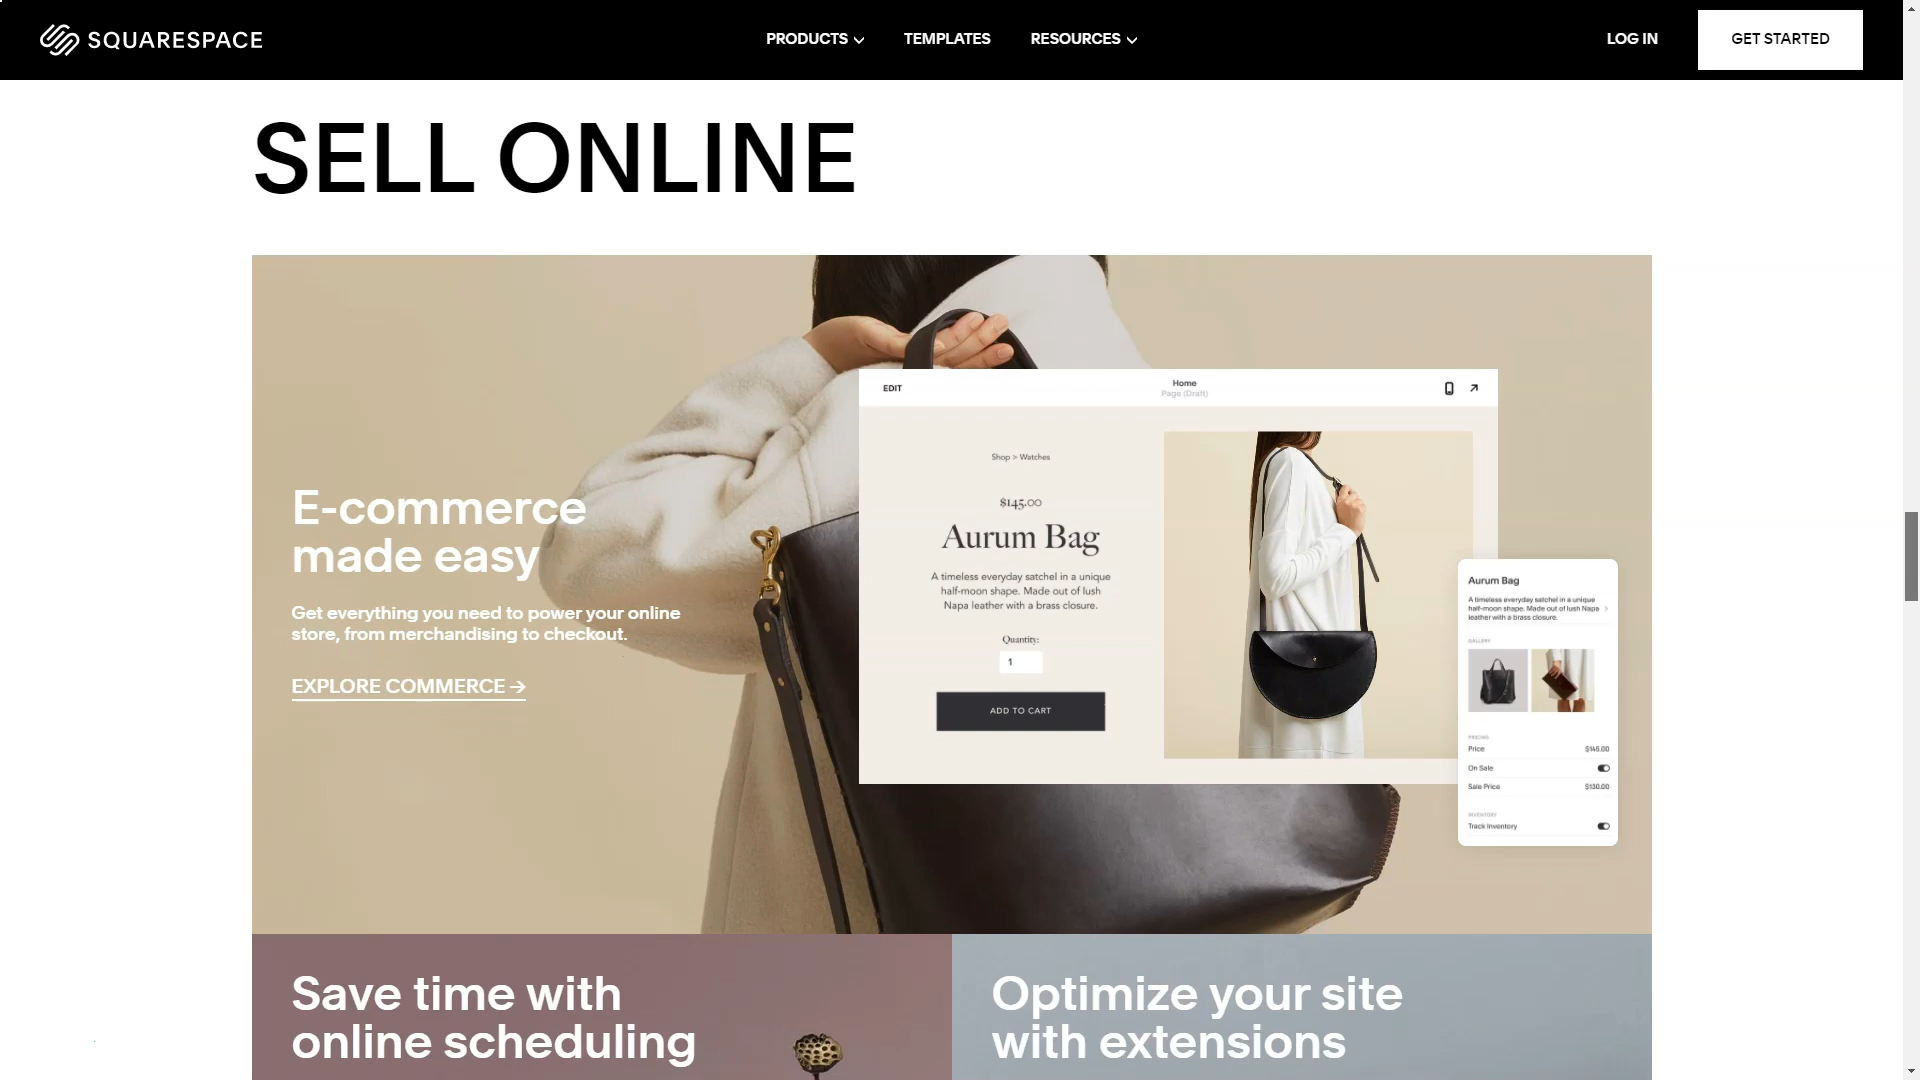 SQUARESPACE
PRODUCTS
TEMPLATES
RESOURCES
LOG IN
GET STARTED
SELL ONLINE
E-commerce
made easy
Get everything you need to power your online
store, from merchandising to checkout.
EXPLORE COMMERCE →
EDIT
Home
Page (Draft)
Shop > Watches
$145.00
Aurum Bag
A timeless everyday satchel in a unique
half-moon shape. Made out of lush
Napa leather with a brass closure.
Quantity:
1
ADD TO CART
Aurum Bag
A timeless everyday satchel in a unique
half-moon shape. Made out of lush Napa
leather with a brass closure.
GALLERY
PRICING
Price $145.00
On Sale
Sale Price $130.00
INVENTORY
Track Inventory
Save time with
online scheduling
Optimize your site
with extensions